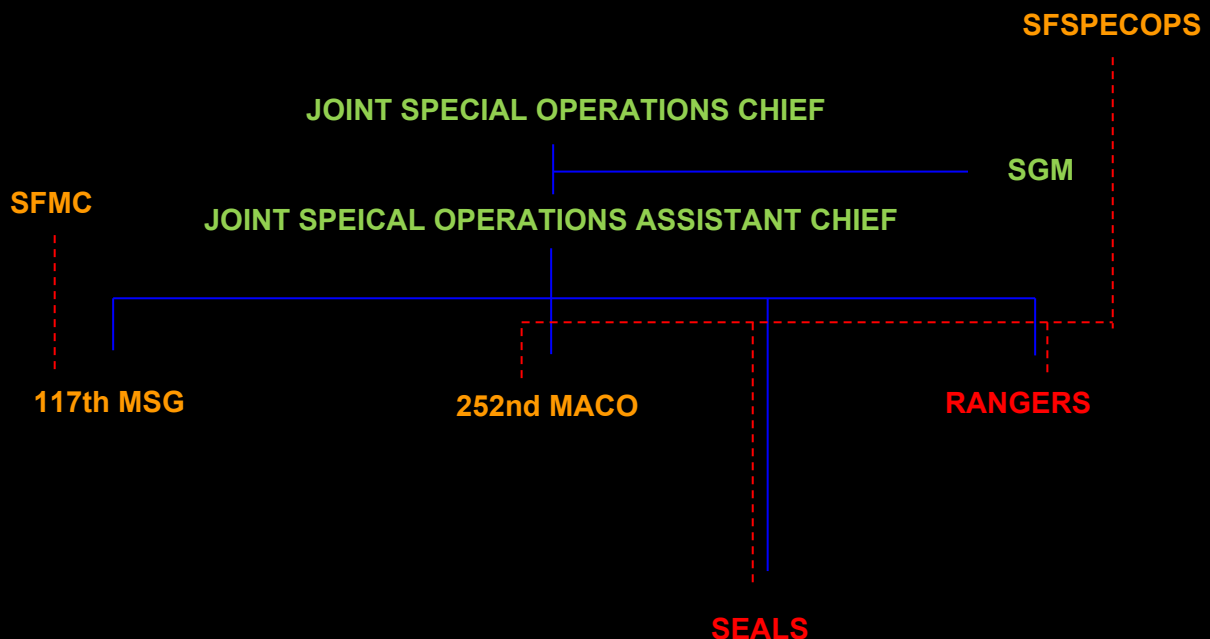 SFSPECOPS
JOINT SPECIAL OPERATIONS CHIEF
SGM
SFMC
JOINT SPEICAL OPERATIONS ASSISTANT CHIEF
117th MSG
252nd MACO
RANGERS
SEALS